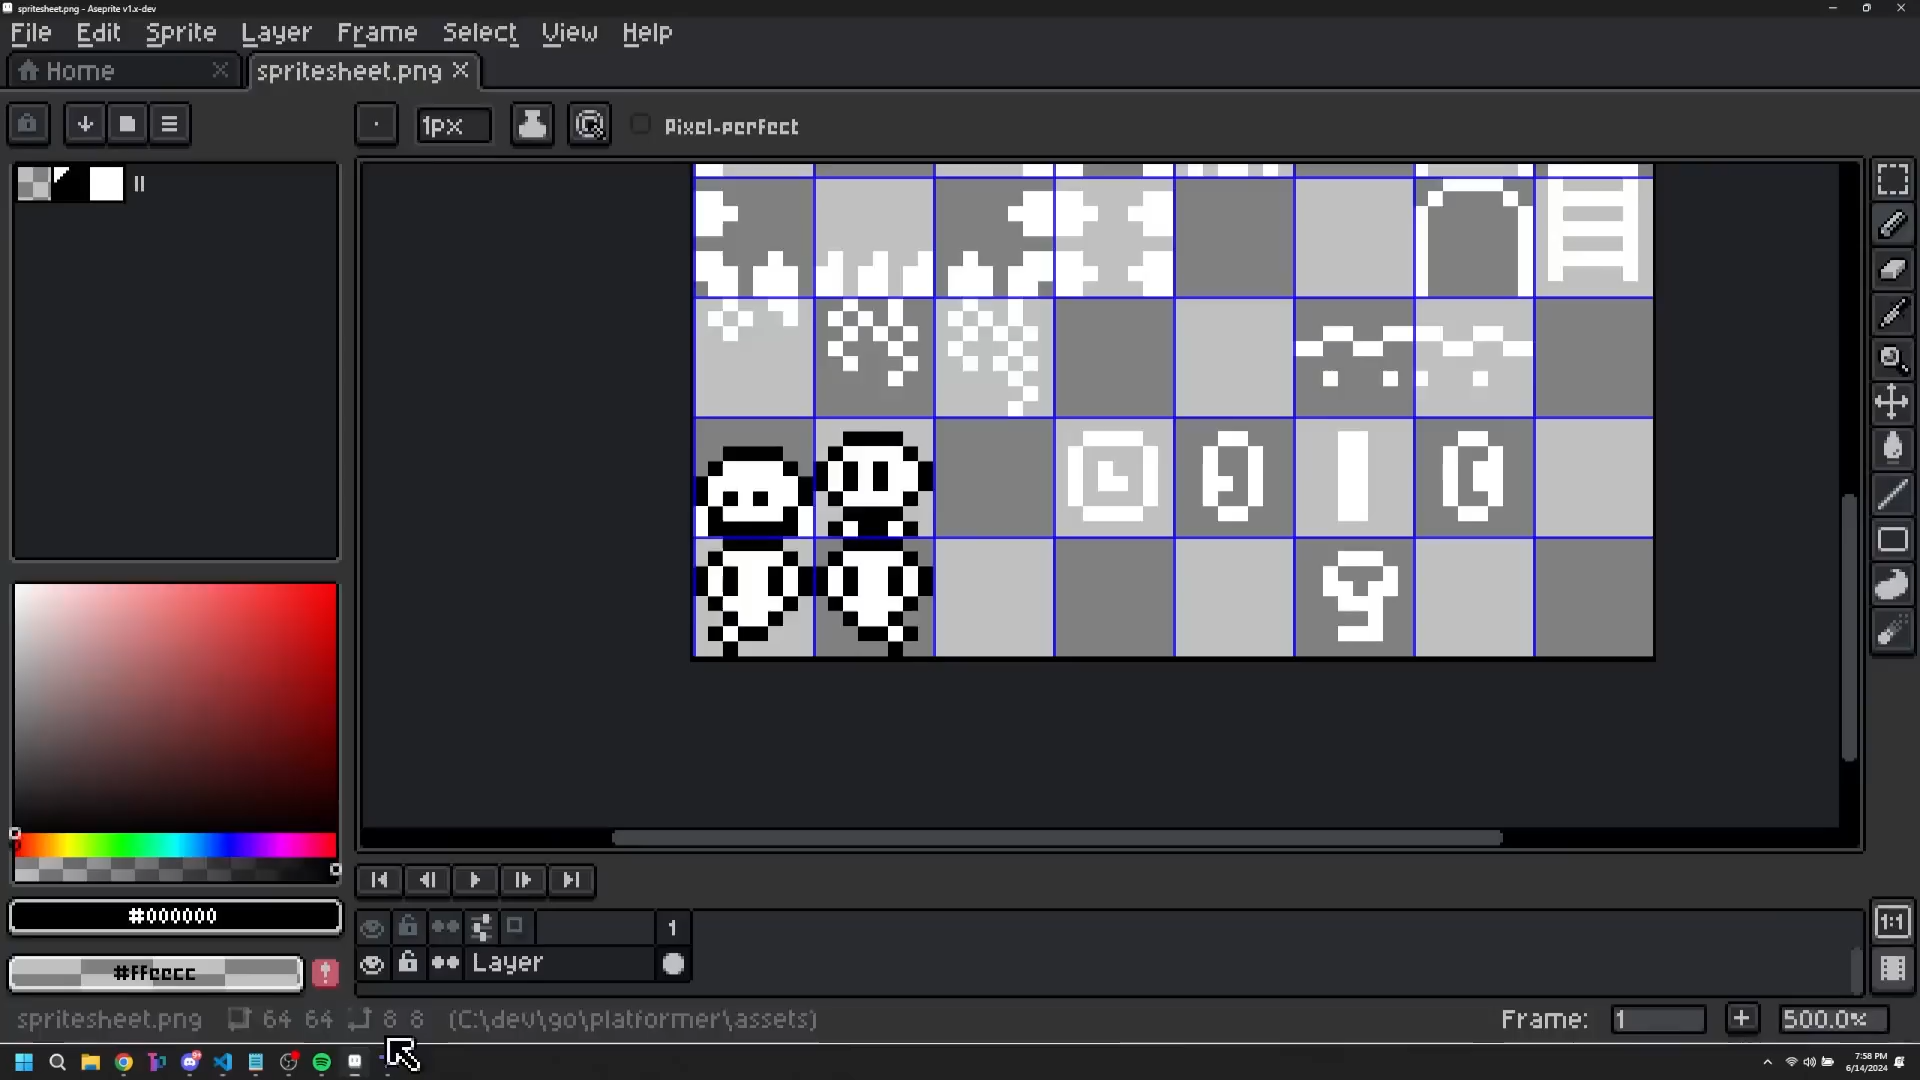 spritesheet.png - Aseprite v1.x-dev
File Edit Sprite Layer Frame Select View Help
Home spritesheet.png
1px Pixel-perfect
1
Layer
#000000
#ffcccc
spritesheet.png 64 64 8 8 (C:\dev\go\platformer\assets) Frame: 1 500.0%
1:1
7:58 PM
6/14/2024